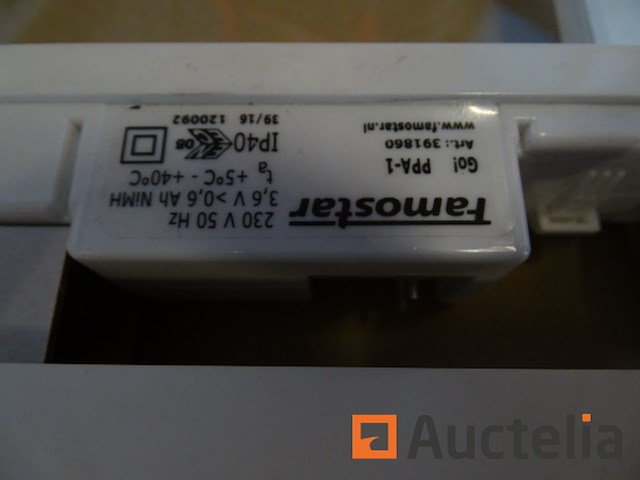 famostar
Go! PPA-1
Art.: 391860
www.famostar.nl
230 V 50 Hz
3,6 V >0,6 Ah NiMH
ta +5°C - +40°C
IP40
05
39/16 120092
Auctelia